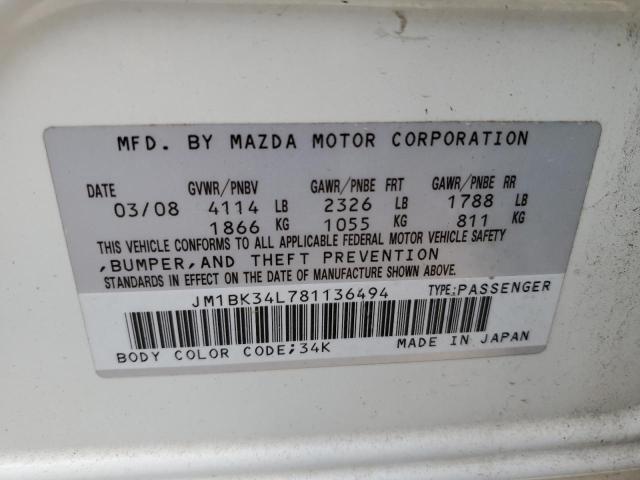 MFD. BY MAZDA MOTOR CORPORATION
DATE GVWR/PNBV GAWR/PNBE FRT GAWR/PNBE RR
03/08 4114 LB 2326 LB 1788 LB
1866 KG 1055 KG 811 KG
THIS VEHICLE CONFORMS TO ALL APPLICABLE FEDERAL MOTOR VEHICLE SAFETY
,BUMPER,AND THEFT PREVENTION
STANDARDS IN EFFECT ON THE DATE OF MANUFACTURE SHOWN ABOVE.
JM1BK34L781136494 TYPE:PASSENGER
BODY COLOR CODE;34K MADE IN JAPAN